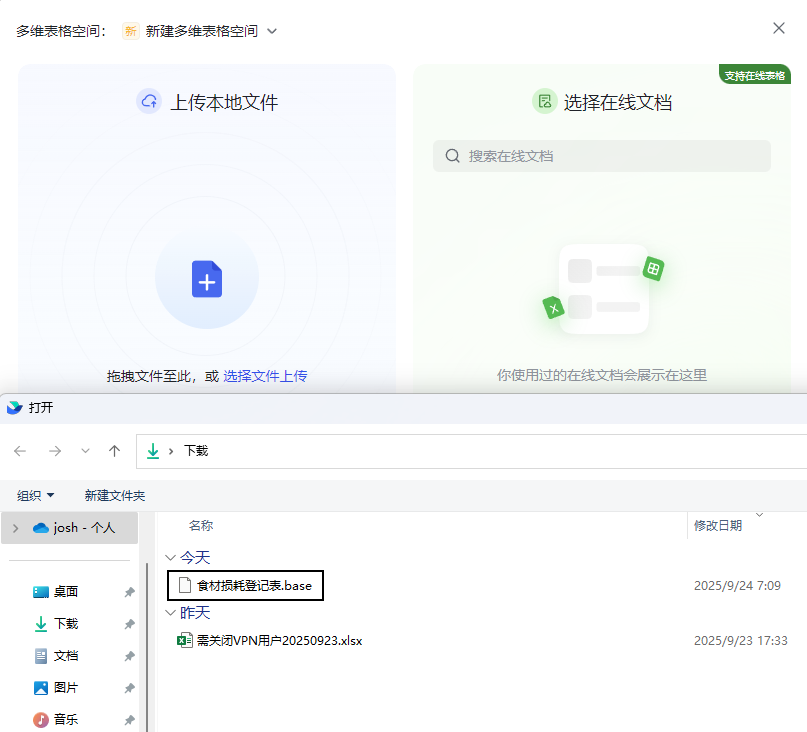 多维表格空间： 新 新建多维表格空间
支持在线表格
上传本地文件
选择在线文档
搜索在线文档
拖拽文件至此，或 选择文件上传
你使用过的在线文档会展示在这里
打开
下载
组织 新建文件夹
josh - 个人
桌面
下载
文档
图片
音乐
名称 修改日期
今天
食材损耗登记表.base 2025/9/24 7:09
昨天
需关闭VPN用户20250923.xlsx 2025/9/23 17:33